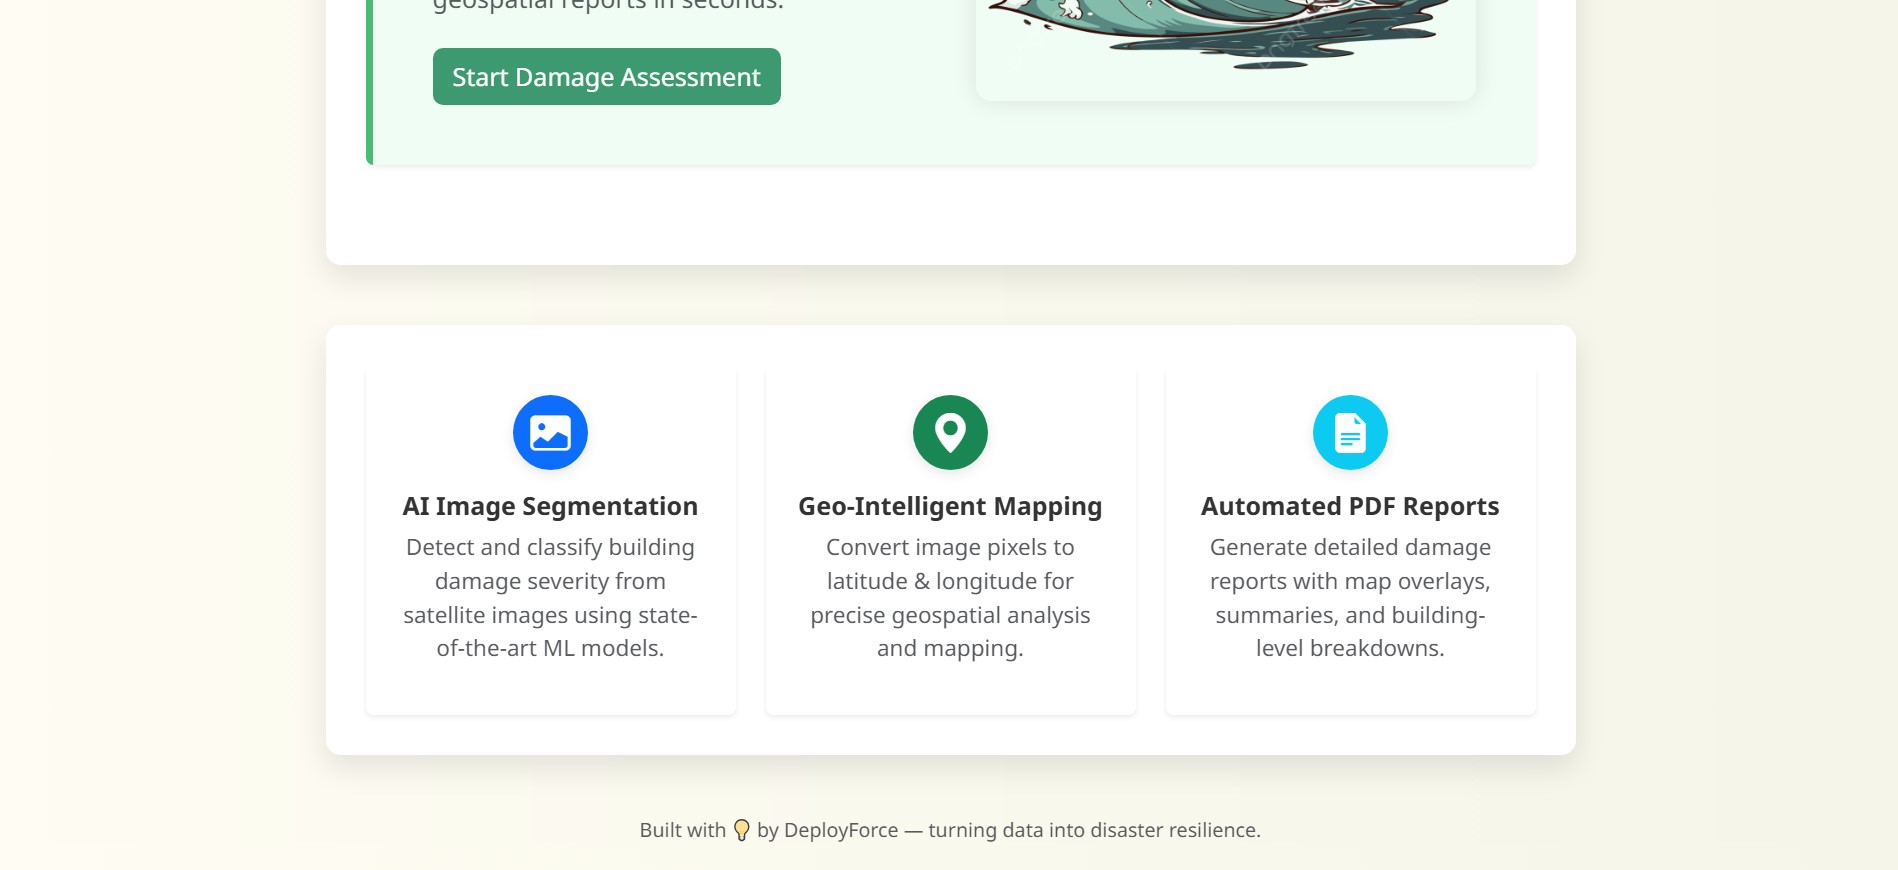 geospatial reports in seconds.
Start Damage Assessment
AI Image Segmentation
Detect and classify building
damage severity from
satellite images using state-
of-the-art ML models.
Geo-Intelligent Mapping
Convert image pixels to
latitude & longitude for
precise geospatial analysis
and mapping.
Automated PDF Reports
Generate detailed damage
reports with map overlays,
summaries, and building-
level breakdowns.
Built with 💡 by DeployForce — turning data into disaster resilience.